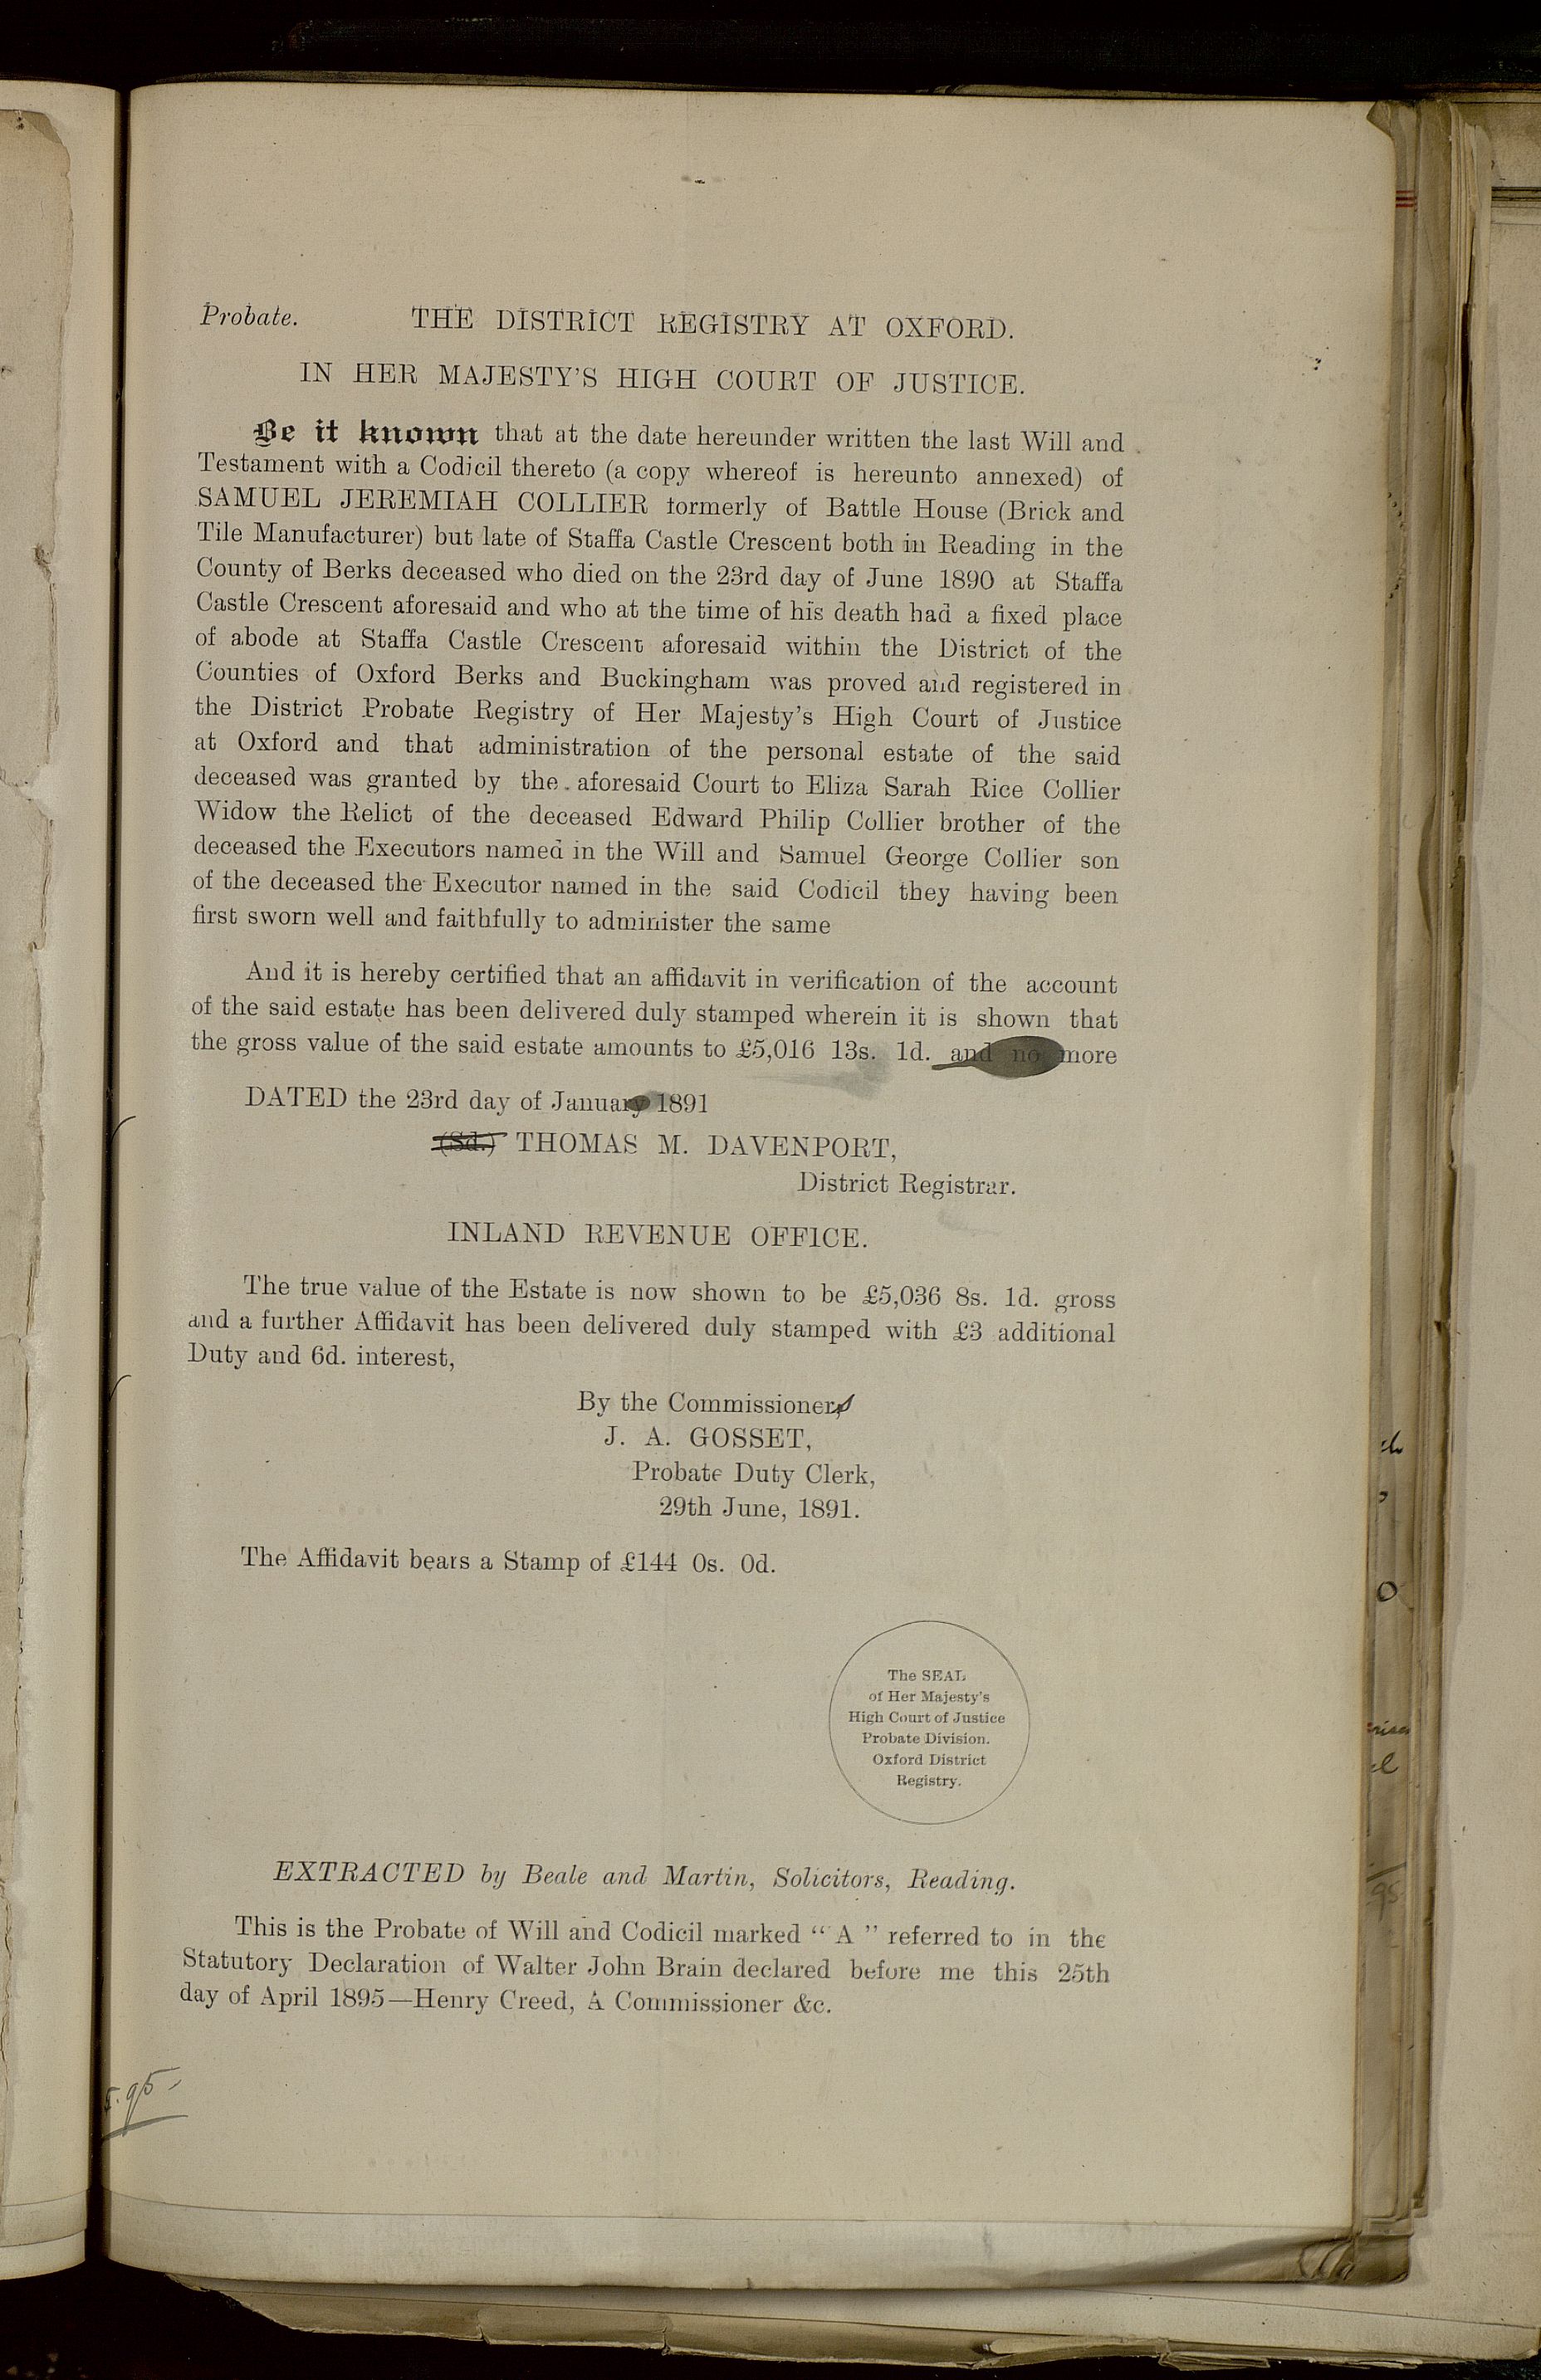 Probate. THE DISTRICT REGISTRY AT OXFORD.
IN HER MAJESTY'S HIGH COURT OF JUSTICE.
Be it known that at the date hereunder written the last Will and
Testament with a Codicil thereto (a copy whereof is hereunto annexed) of
SAMUEL JEREMIAH COLLIER formerly of Battle House (Brick and
Tile Manufacturer) but late of Staffa Castle Crescent both in Reading in the
County of Berks deceased who died on the 23rd day of June 1890 at Staffa
Castle Crescent aforesaid and who at the time of his death had a fixed place
of abode at Staffa Castle Crescent aforesaid within the District of the
Counties of Oxford Berks and Buckingham was proved and registered in
the District Probate Registry of Her Majesty's High Court of Justice
at Oxford and that administration of the personal estate of the said
deceased was granted by the aforesaid Court to Eliza Sarah Rice Collier
Widow the Relict of the deceased Edward Philip Collier brother of the
deceased the Executors named in the Will and Samuel George Collier son
of the deceased the Executor named in the said Codicil they having been
first sworn well and faithfully to administer the same
And it is hereby certified that an affidavit in verification of the account
of the said estate has been delivered duly stamped wherein it is shown that
the gross value of the said estate amounts to £5,016 13s. 1d. and no more
DATED the 23rd day of January 1891
(Sd.) THOMAS M. DAVENPORT,
District Registrar.
INLAND REVENUE OFFICE.
The true value of the Estate is now shown to be £5,036 8s. 1d. gross
and a further Affidavit has been delivered duly stamped with £3 additional
Duty and 6d. interest,
By the Commissioners
J. A. GOSSET,
Probate Duty Clerk,
29th June, 1891.
The Affidavit bears a Stamp of £144 0s. 0d.
The SEAL
of Her Majesty's
High Court of Justice
Probate Division.
Oxford District
Registry.
EXTRACTED by Beale and Martin, Solicitors, Reading.
This is the Probate of Will and Codicil marked " A " referred to in the
Statutory Declaration of Walter John Brain declared before me this 25th
day of April 1895—Henry Creed, A Commissioner &c.
5.95